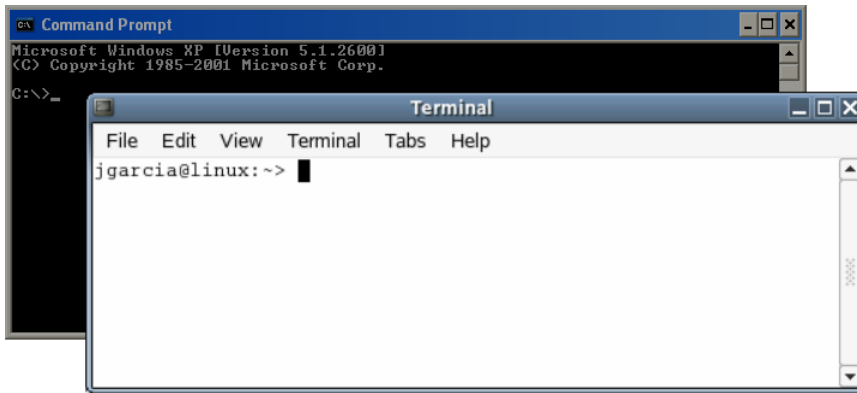 Command Prompt
Microsoft Windows XP [Version 5.1.2600]
(C) Copyright 1985-2001 Microsoft Corp.
C:\>_
Terminal
File Edit View Terminal Tabs Help
jgarcia@linux:~>